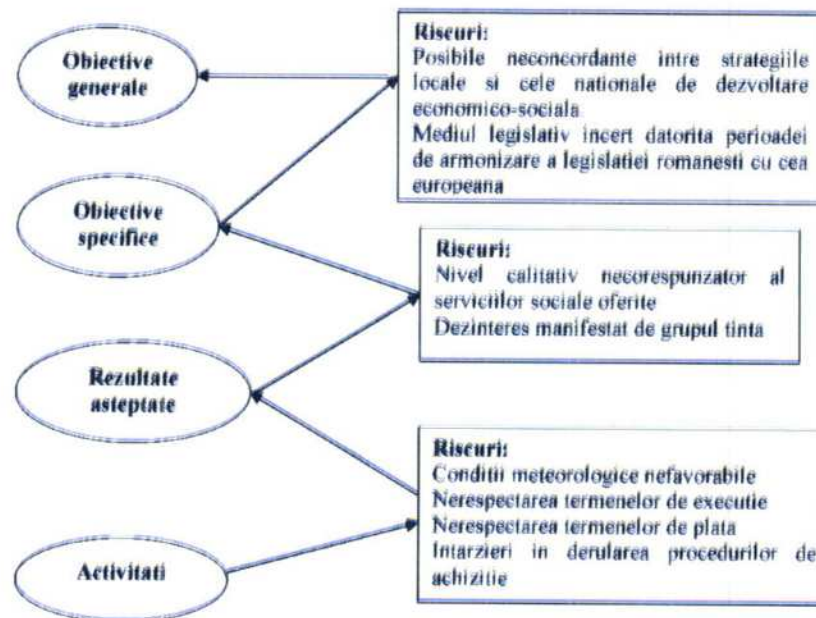 Obiective
generale
Riscuri:
Posibile neconcordante intre strategiile
locale si cele nationale de dezvoltare
economico-sociala
Mediul legislativ incert datorita perioadei
de armonizare a legislatiei romanesti cu cea
europeana
Obiective
specifice
Riscuri:
Nivel calitativ necorespunzator al
serviciilor sociale oferite
Dezinteres manifestat de grupul tinta
Rezultate
asteptate
Riscuri:
Conditii meteorologice nefavorabile
Nerespectarea termenelor de executie
Nerespectarea termenelor de plata
Intarzieri in derularea procedurilor de
achizitie
Activitati